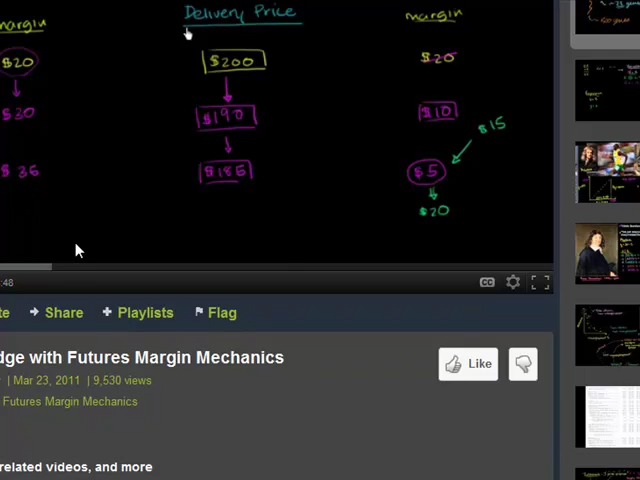 margin
Delivery Price
margin
$20
$200
$20
$30
$190
$10
$15
$36
$185
$5
$20
:48
CC
Share
Playlists
Flag
dge with Futures Margin Mechanics
| Mar 23, 2011 | 9,530 views
Like
Futures Margin Mechanics
related videos, and more